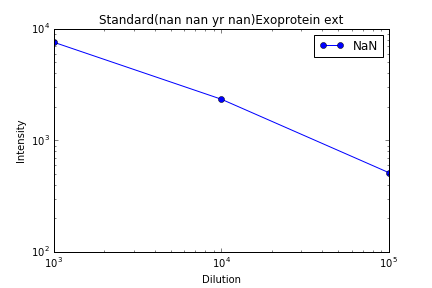 Standard(nan nan yr nan)Exoprotein ext
NaN
10^4
10^3
10^2
Intensity
10^3 10^4 10^5
Dilution